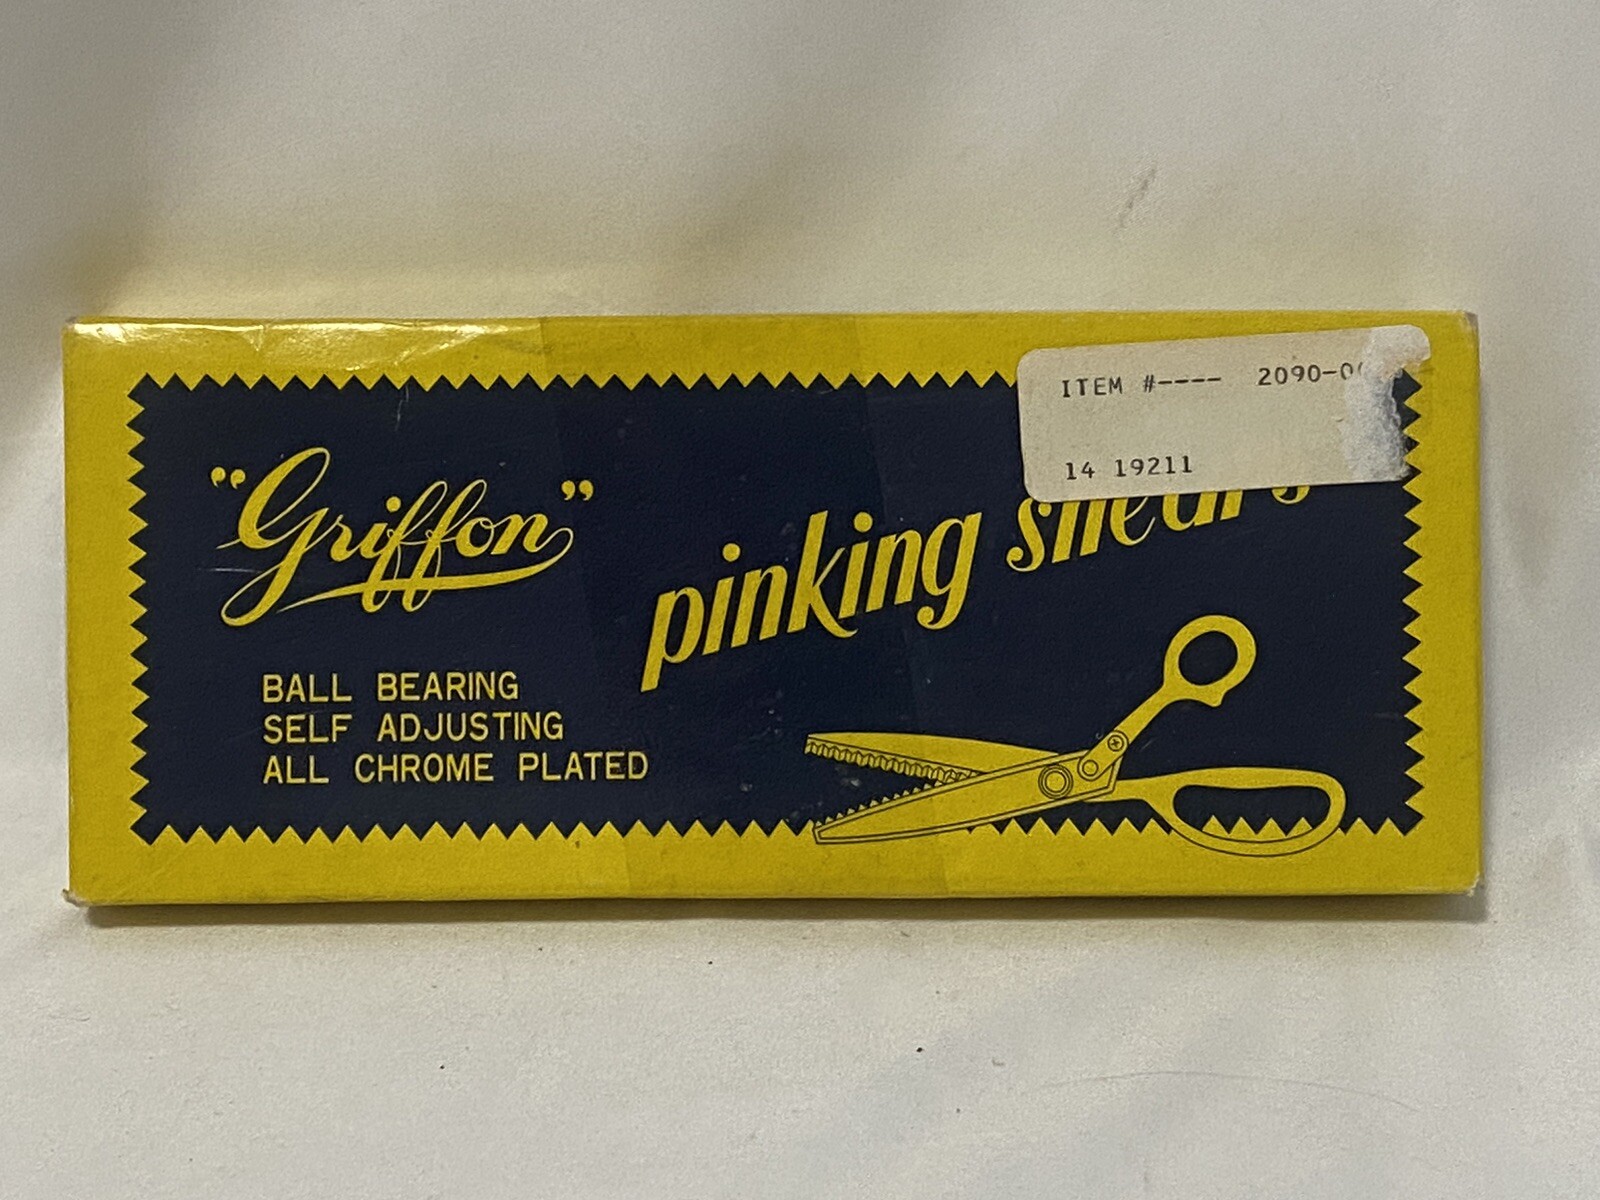 ITEM #---- 2090-0
14 19211
"Griffon"
pinking shears
BALL BEARING
SELF ADJUSTING
ALL CHROME PLATED